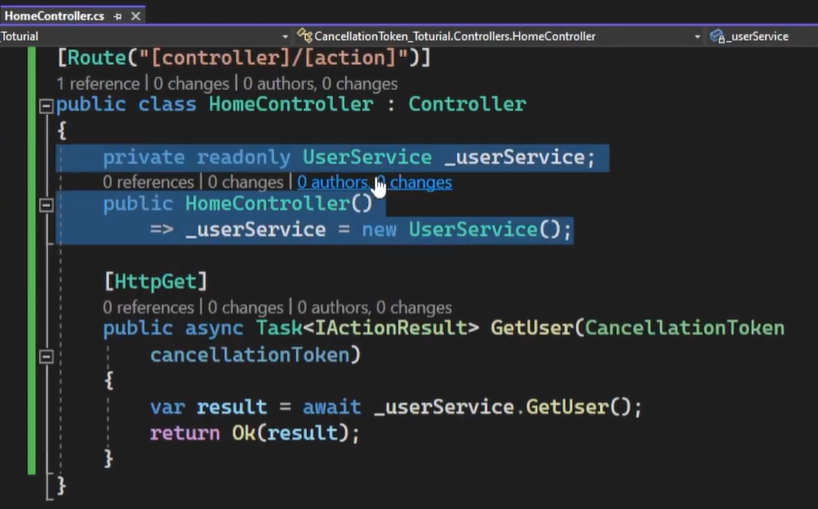 HomeController.cs
Toturial CancellationToken_Toturial.Controllers.HomeController _userService
[Route("[controller]/[action]")]
1 reference | 0 changes | 0 authors, 0 changes
public class HomeController : Controller
{
private readonly UserService _userService;
0 references | 0 changes | 0 authors, 0 changes
public HomeController()
=> _userService = new UserService();
[HttpGet]
0 references | 0 changes | 0 authors, 0 changes
public async Task<IActionResult> GetUser(CancellationToken
cancellationToken)
{
var result = await _userService.GetUser();
return Ok(result);
}
}